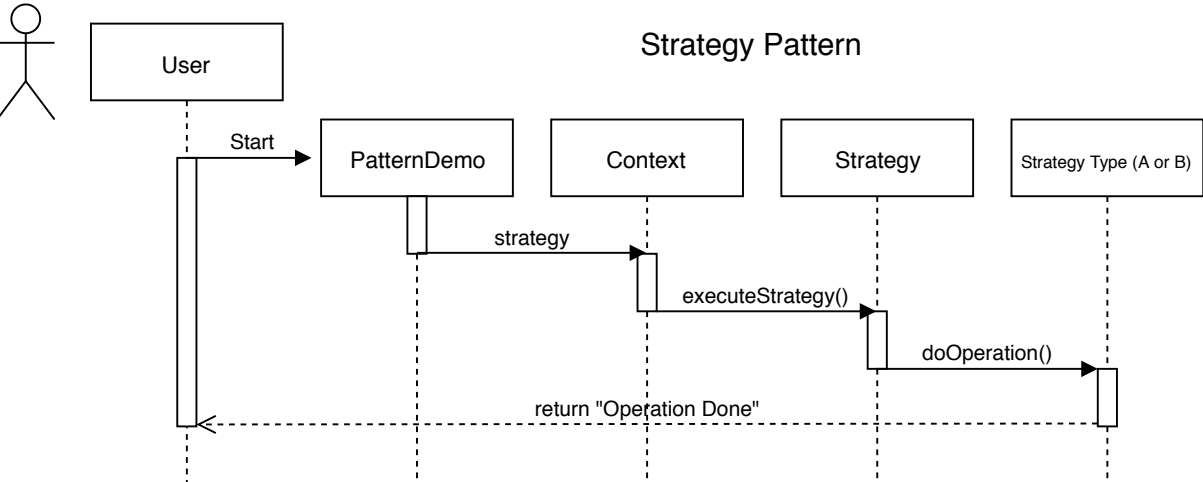 Strategy Pattern
User
Start
PatternDemo
Context
Strategy
Strategy Type (A or B)
strategy
executeStrategy()
doOperation()
return "Operation Done"